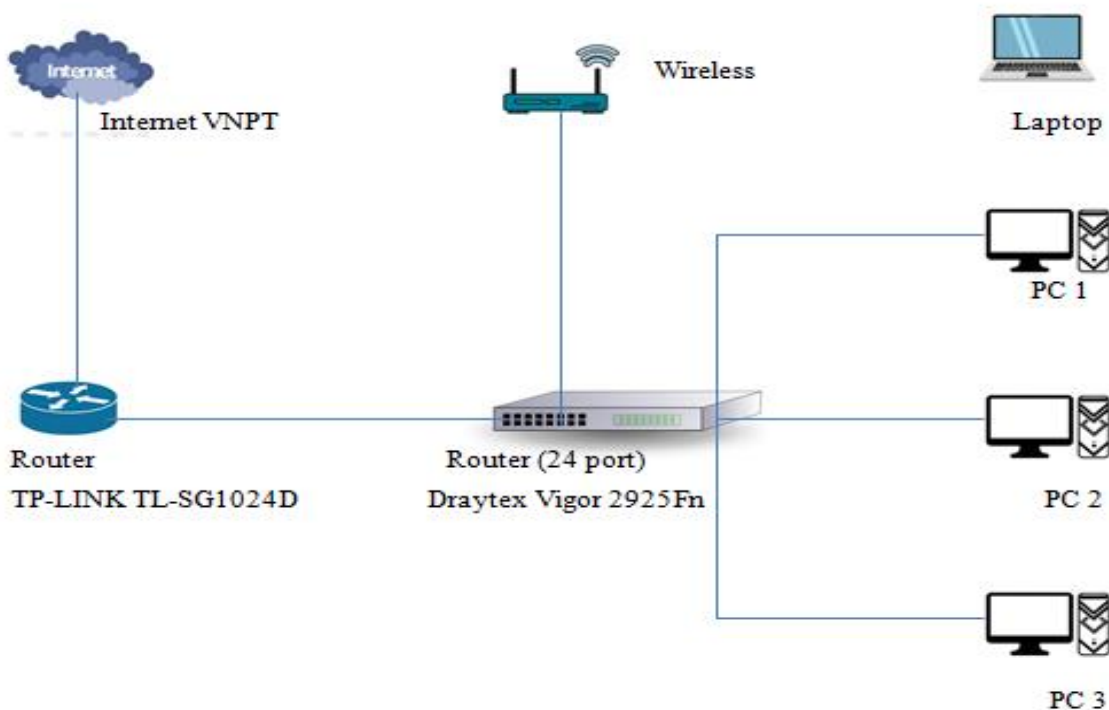 Internet
Internet VNPT
Wireless
Laptop
PC 1
Router
TP-LINK TL-SG1024D
Router (24 port)
Draytex Vigor 2925Fn
PC 2
PC 3